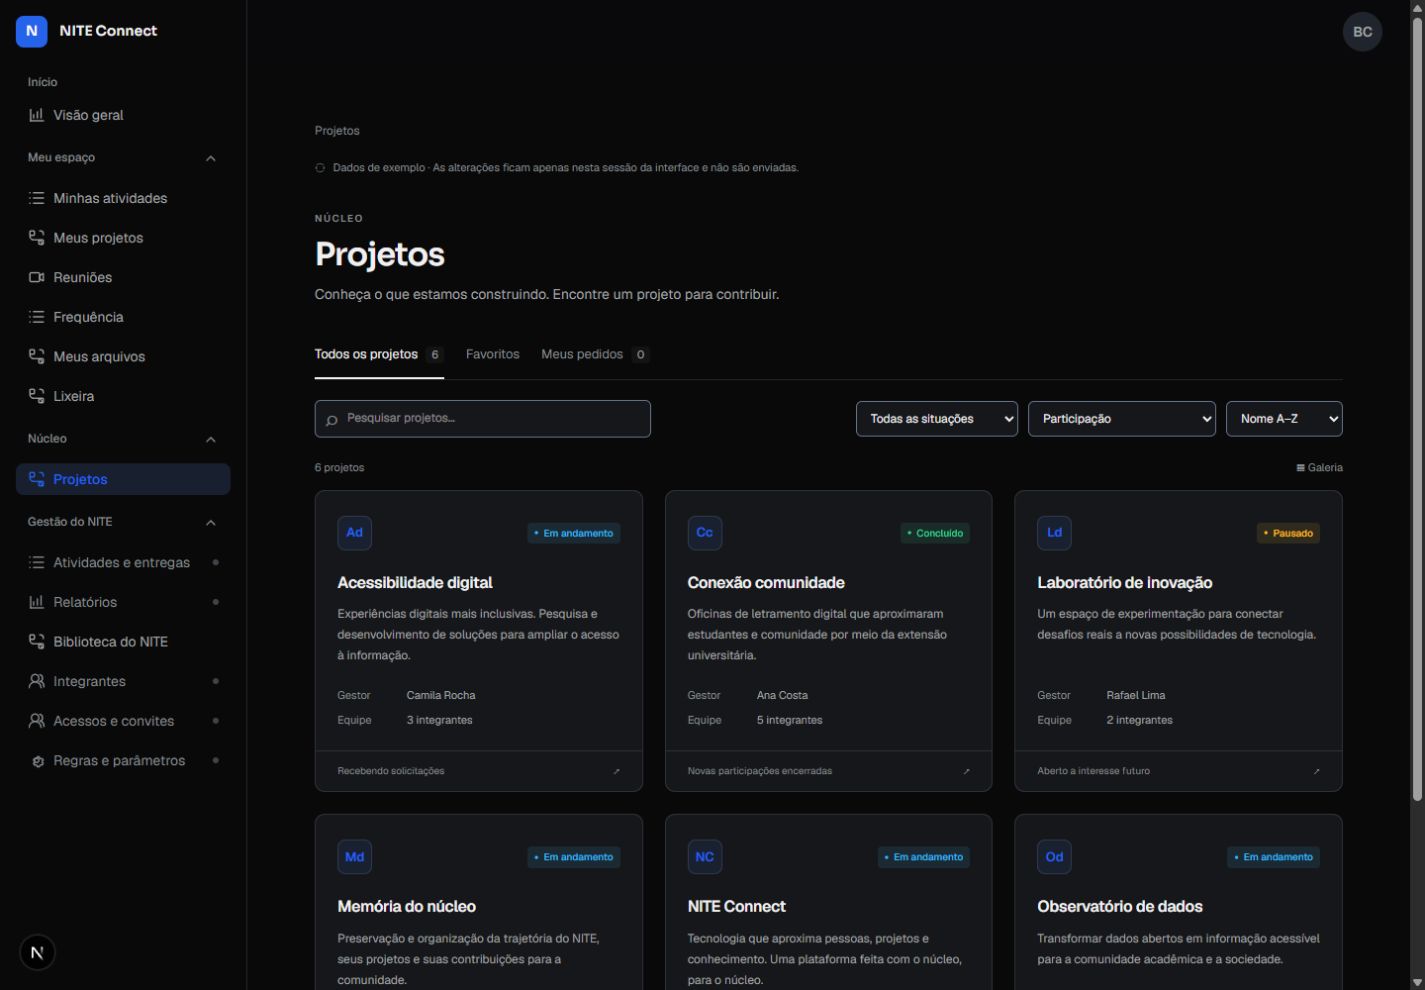 N NITE Connect
BC
Início
Visão geral
Meu espaço
Minhas atividades
Meus projetos
Reuniões
Frequência
Meus arquivos
Lixeira
Núcleo
Projetos
Gestão do NITE
Atividades e entregas
Relatórios
Biblioteca do NITE
Integrantes
Acessos e convites
Regras e parâmetros
N
Projetos
Dados de exemplo · As alterações ficam apenas nesta sessão da interface e não são enviadas.
NÚCLEO
Projetos
Conheça o que estamos construindo. Encontre um projeto para contribuir.
Todos os projetos 6 Favoritos Meus pedidos 0
Pesquisar projetos...
Todas as situações Participação Nome A–Z
6 projetos
Galeria
Ad • Em andamento
Acessibilidade digital
Experiências digitais mais inclusivas. Pesquisa e
desenvolvimento de soluções para ampliar o acesso
à informação.
Gestor Camila Rocha
Equipe 3 integrantes
Recebendo solicitações ↗
Cc • Concluído
Conexão comunidade
Oficinas de letramento digital que aproximaram
estudantes e comunidade por meio da extensão
universitária.
Gestor Ana Costa
Equipe 5 integrantes
Novas participações encerradas ↗
Ld • Pausado
Laboratório de inovação
Um espaço de experimentação para conectar
desafios reais a novas possibilidades de tecnologia.
Gestor Rafael Lima
Equipe 2 integrantes
Aberto a interesse futuro ↗
Md • Em andamento
Memória do núcleo
Preservação e organização da trajetória do NITE,
seus projetos e suas contribuições para a
comunidade.
NC • Em andamento
NITE Connect
Tecnologia que aproxima pessoas, projetos e
conhecimento. Uma plataforma feita com o núcleo,
para o núcleo.
Od • Em andamento
Observatório de dados
Transformar dados abertos em informação acessível
para a comunidade acadêmica e a sociedade.